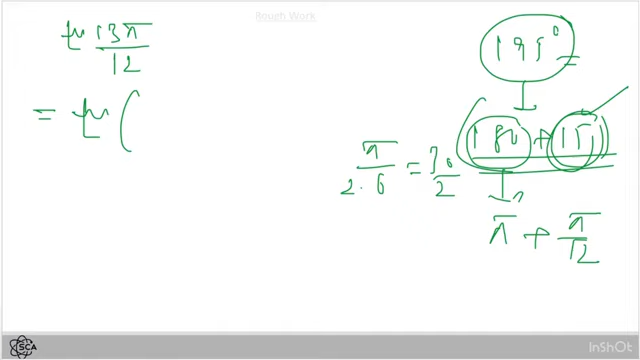 Rough Work
tan 13π/12
= tan (
195° =
(180 + 15)
π/2·6 = 30/2
π + π/12
SCA
InShOt